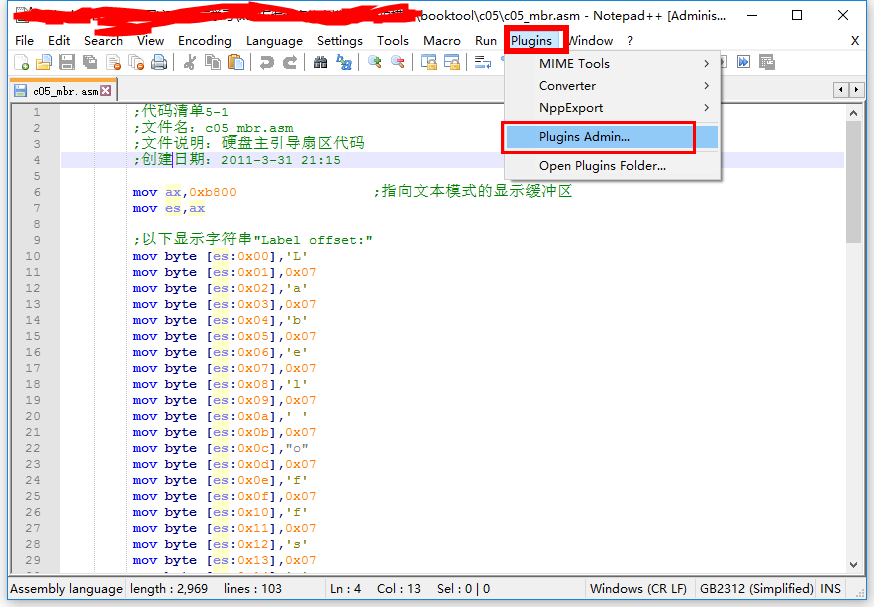 \booktool\c05\c05_mbr.asm - Notepad++ [Adminis...
File Edit Search View Encoding Language Settings Tools Macro Run Plugins Window ? X
MIME Tools
Converter
NppExport
Plugins Admin...
Open Plugins Folder...
c05_mbr.asm
1 ;代码清单5-1
2 ;文件名：c05_mbr.asm
3 ;文件说明：硬盘主引导扇区代码
4 ;创建日期：2011-3-31 21:15
5
6 mov ax,0xb800 ;指向文本模式的显示缓冲区
7 mov es,ax
8
9 ;以下显示字符串"Label offset:"
10 mov byte [es:0x00],'L'
11 mov byte [es:0x01],0x07
12 mov byte [es:0x02],'a'
13 mov byte [es:0x03],0x07
14 mov byte [es:0x04],'b'
15 mov byte [es:0x05],0x07
16 mov byte [es:0x06],'e'
17 mov byte [es:0x07],0x07
18 mov byte [es:0x08],'l'
19 mov byte [es:0x09],0x07
20 mov byte [es:0x0a],' '
21 mov byte [es:0x0b],0x07
22 mov byte [es:0x0c],"o"
23 mov byte [es:0x0d],0x07
24 mov byte [es:0x0e],'f'
25 mov byte [es:0x0f],0x07
26 mov byte [es:0x10],'f'
27 mov byte [es:0x11],0x07
28 mov byte [es:0x12],'s'
29 mov byte [es:0x13],0x07
Assembly language length : 2,969 lines : 103 Ln : 4 Col : 13 Sel : 0 | 0 Windows (CR LF) GB2312 (Simplified) INS